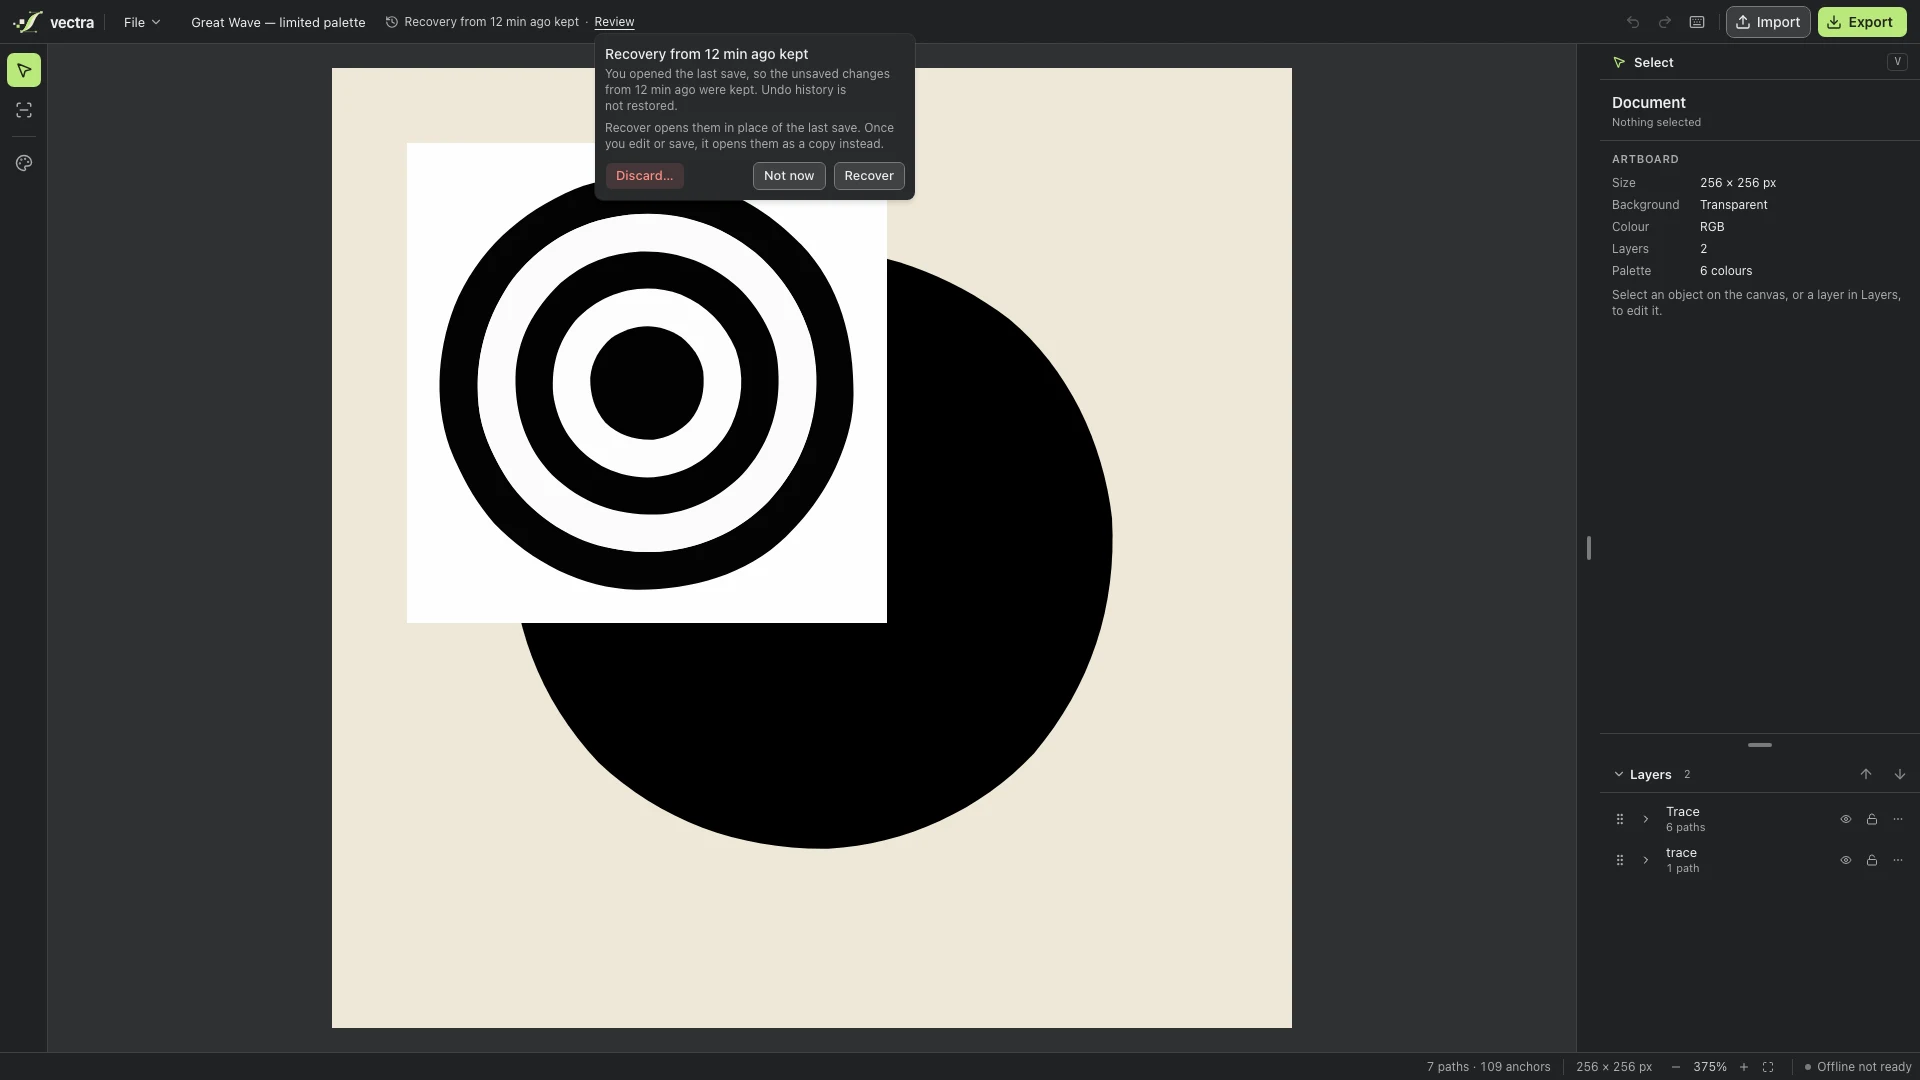 vectra
File
Great Wave — limited palette
Recovery from 12 min ago kept · Review
Import
Export
Recovery from 12 min ago kept
You opened the last save, so the unsaved changes
from 12 min ago were kept. Undo history is
not restored.
Recover opens them in place of the last save. Once
you edit or save, it opens them as a copy instead.
Discard…
Not now
Recover
Select
V
Document
Nothing selected
ARTBOARD
Size 256 × 256 px
Background Transparent
Colour RGB
Layers 2
Palette 6 colours
Select an object on the canvas, or a layer in Layers,
to edit it.
Layers 2
Trace
6 paths
trace
1 path
7 paths · 109 anchors
256 × 256 px
− 375% +
Offline not ready